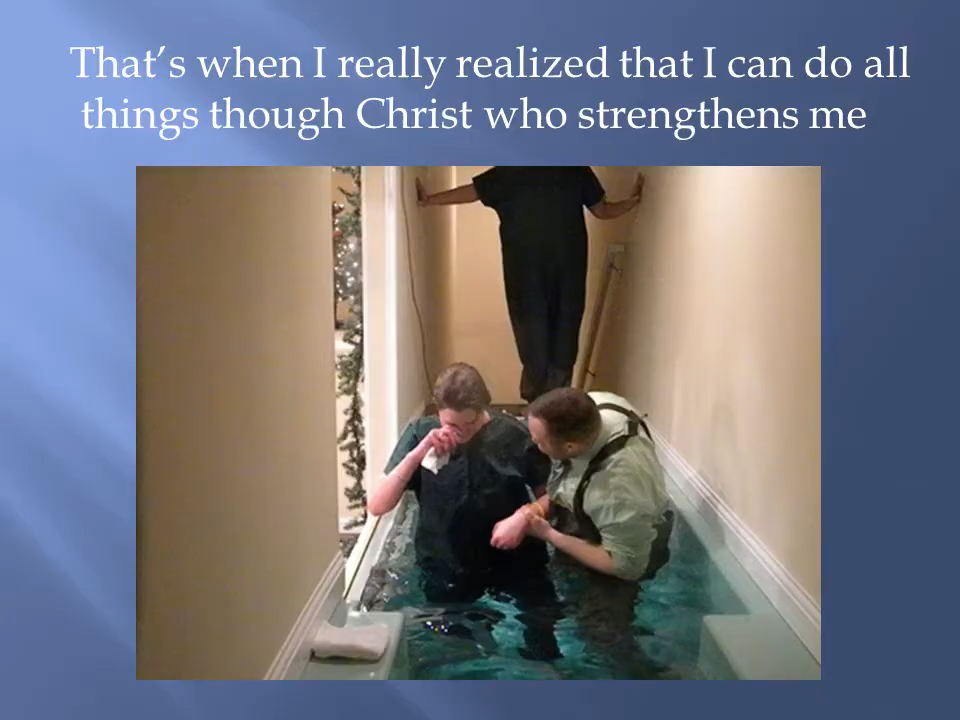 That’s when I really realized that I can do all
things though Christ who strengthens me